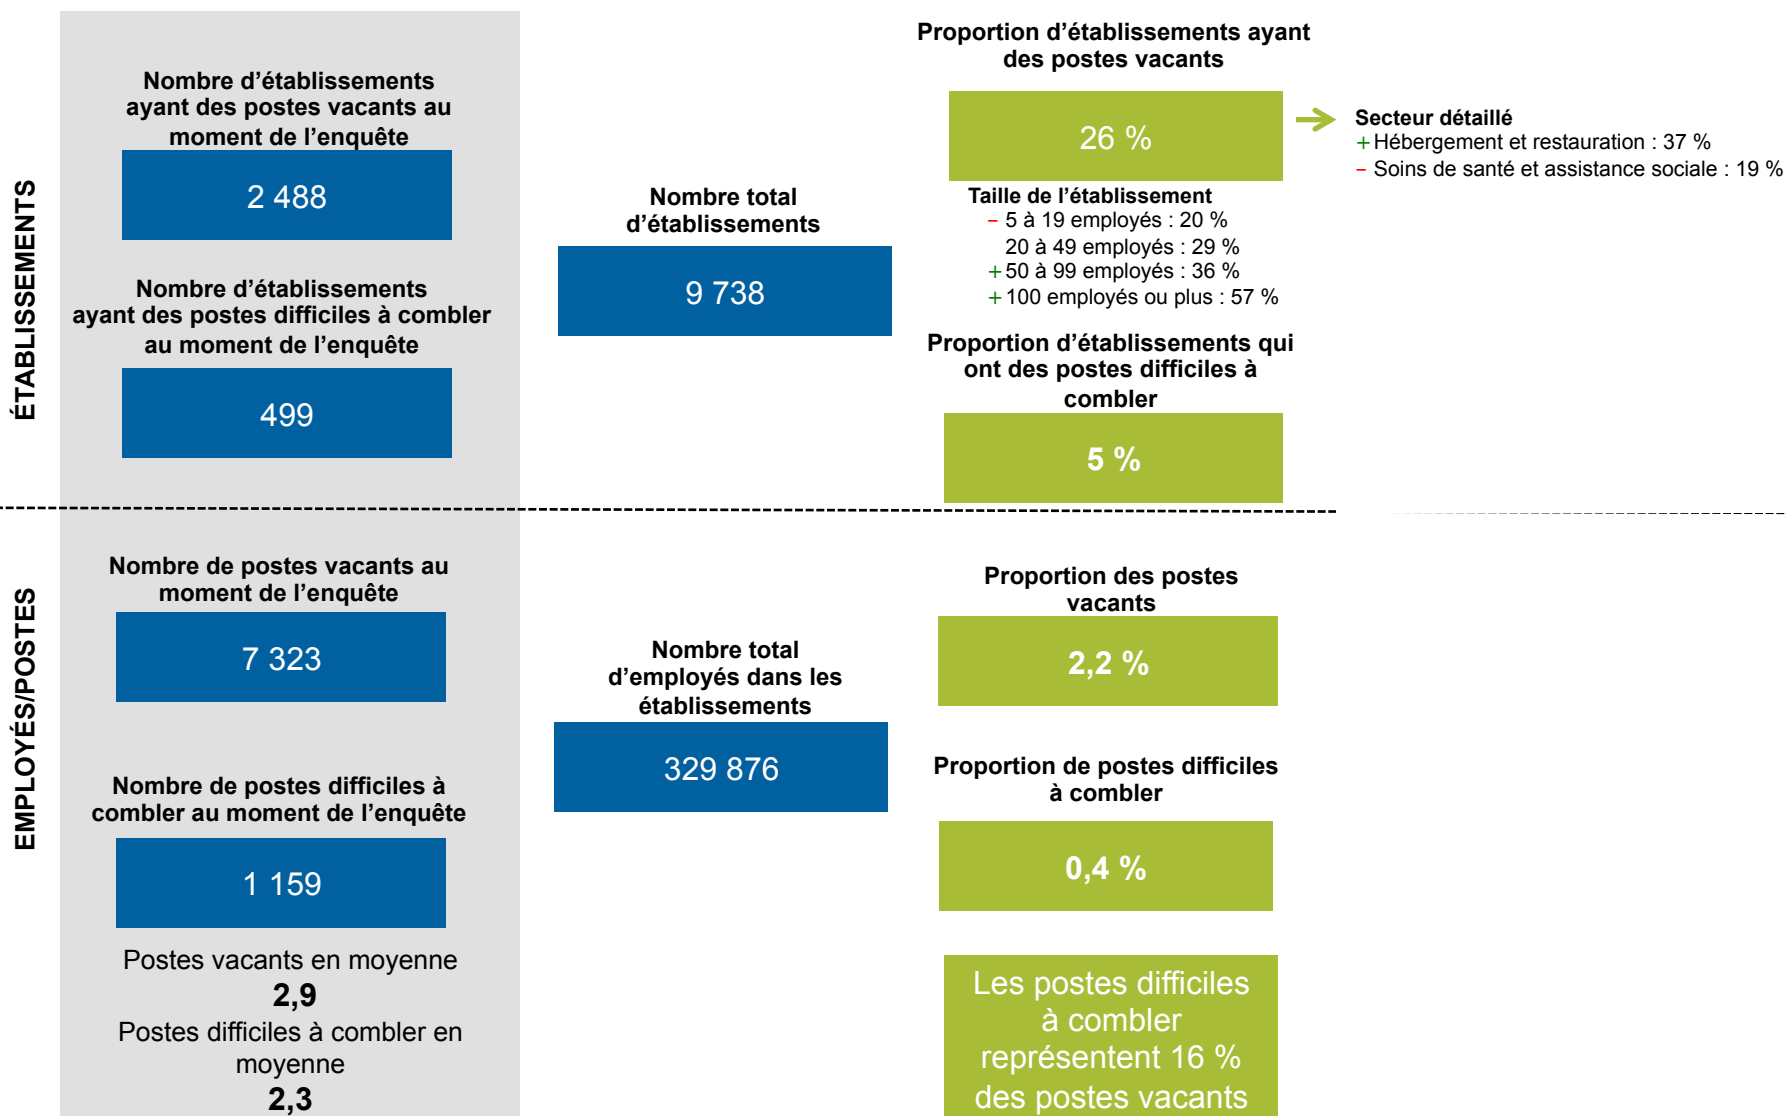 ÉTABLISSEMENTS
Nombre d’établissements
ayant des postes vacants au
moment de l’enquête
2 488
Nombre d’établissements
ayant des postes difficiles à combler
au moment de l’enquête
499
Nombre total
d’établissements
9 738
Proportion d’établissements ayant
des postes vacants
26 %
Secteur détaillé
+ Hébergement et restauration : 37 %
- Soins de santé et assistance sociale : 19 %
Taille de l’établissement
- 5 à 19 employés : 20 %
20 à 49 employés : 29 %
+ 50 à 99 employés : 36 %
+ 100 employés ou plus : 57 %
Proportion d’établissements qui
ont des postes difficiles à
combler
5 %
EMPLOYÉS/POSTES
Nombre de postes vacants au
moment de l’enquête
7 323
Nombre de postes difficiles à
combler au moment de l’enquête
1 159
Postes vacants en moyenne
2,9
Postes difficiles à combler en
moyenne
2,3
Nombre total
d’employés dans les
établissements
329 876
Proportion des postes
vacants
2,2 %
Proportion de postes difficiles
à combler
0,4 %
Les postes difficiles
à combler
représentent 16 %
des postes vacants